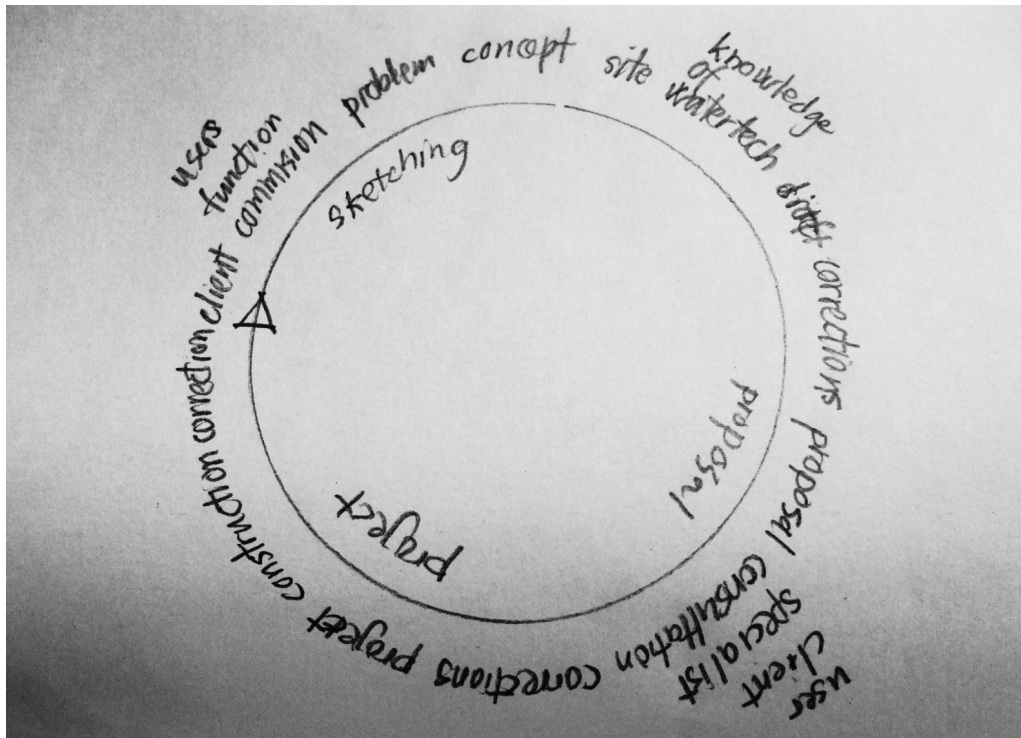 users
function
client commision problem concept site watertech draft corrections proposal consultation corrections project construction correction
knowledge
of
specialist
client
user
sketching
proposal
project